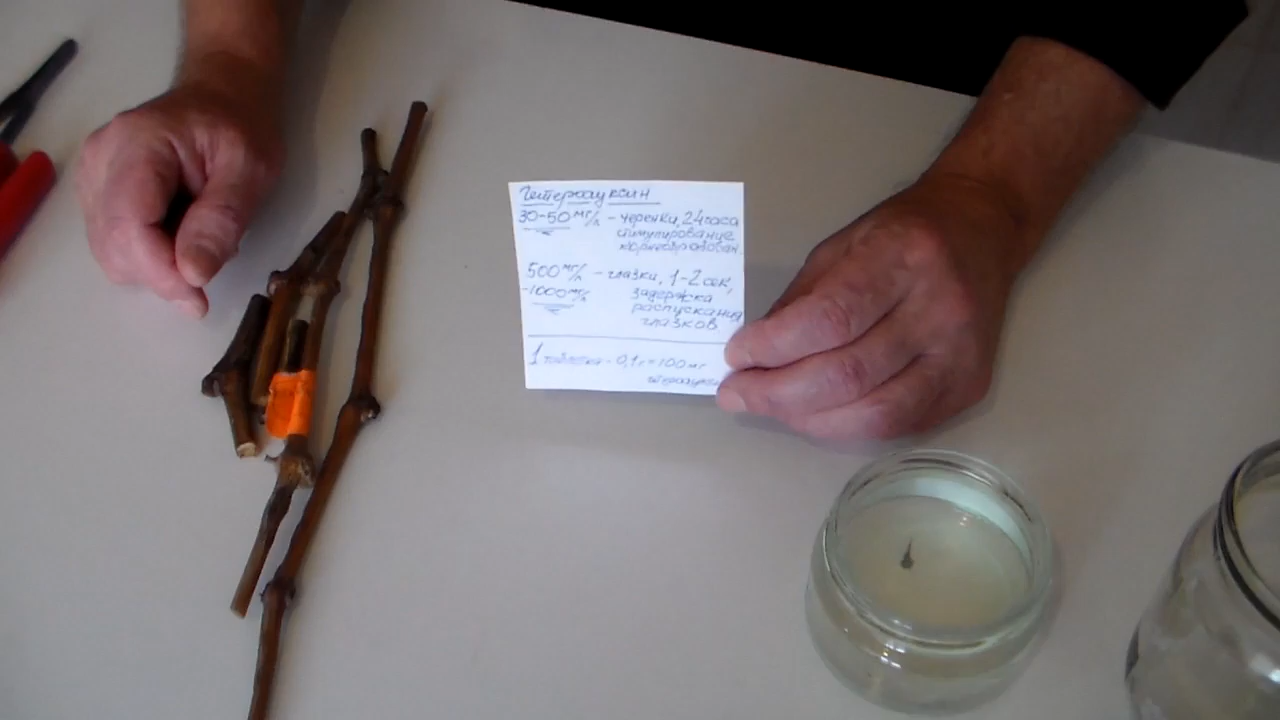 Гетероауксин
30-50 мг/л – черенки, 24 часа
стимулирование
корнеобразован.
500 мг/л – глазки, 1-2 сек,
-1000 мг/л задержка
распускания
глазков.
1 таблетка - 0,1 г = 100 мг
гетероауксин